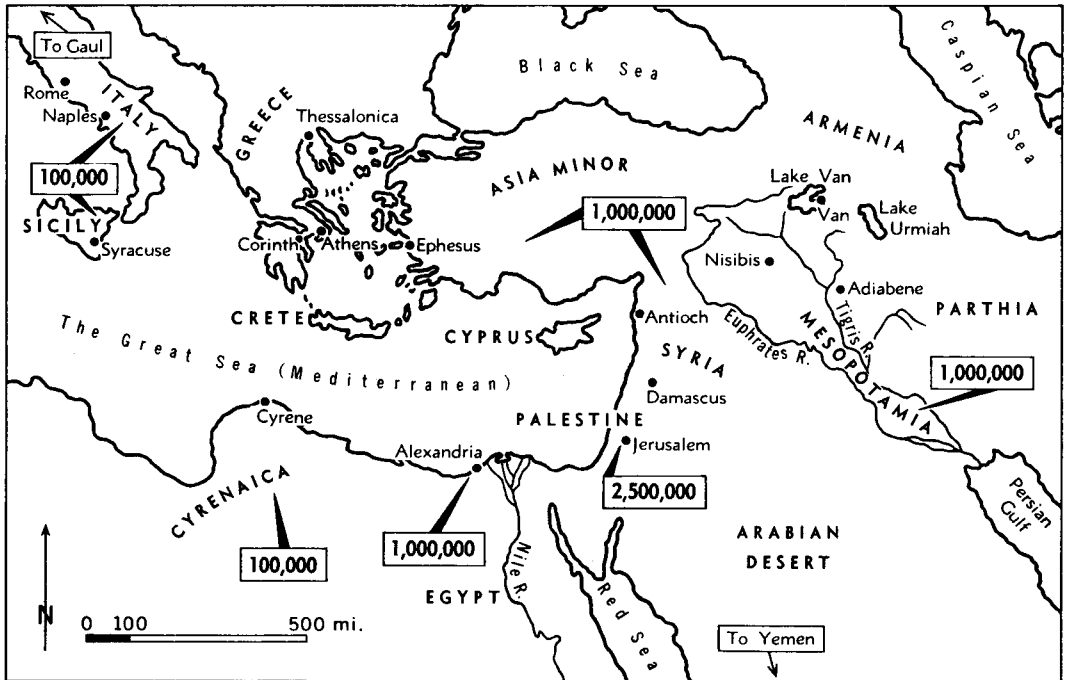 To Gaul
Rome
Naples
ITALY
100,000
SICILY
Syracuse
GREECE
Thessalonica
Corinth
Athens
Ephesus
CRETE
Black Sea
Caspian Sea
ARMENIA
ASIA MINOR
1,000,000
Lake Van
Van
Lake
Urmiah
Nisibis
Adiabene
PARTHIA
Tigris R.
Euphrates R.
MESOPOTAMIA
1,000,000
Antioch
CYPRUS
SYRIA
Damascus
The Great Sea (Mediterranean)
Cyrene
PALESTINE
Jerusalem
2,500,000
Alexandria
CYRENAICA
100,000
1,000,000
EGYPT
Nile R.
Red Sea
ARABIAN
DESERT
Persian
Gulf
To Yemen
N
0 100 500 mi.